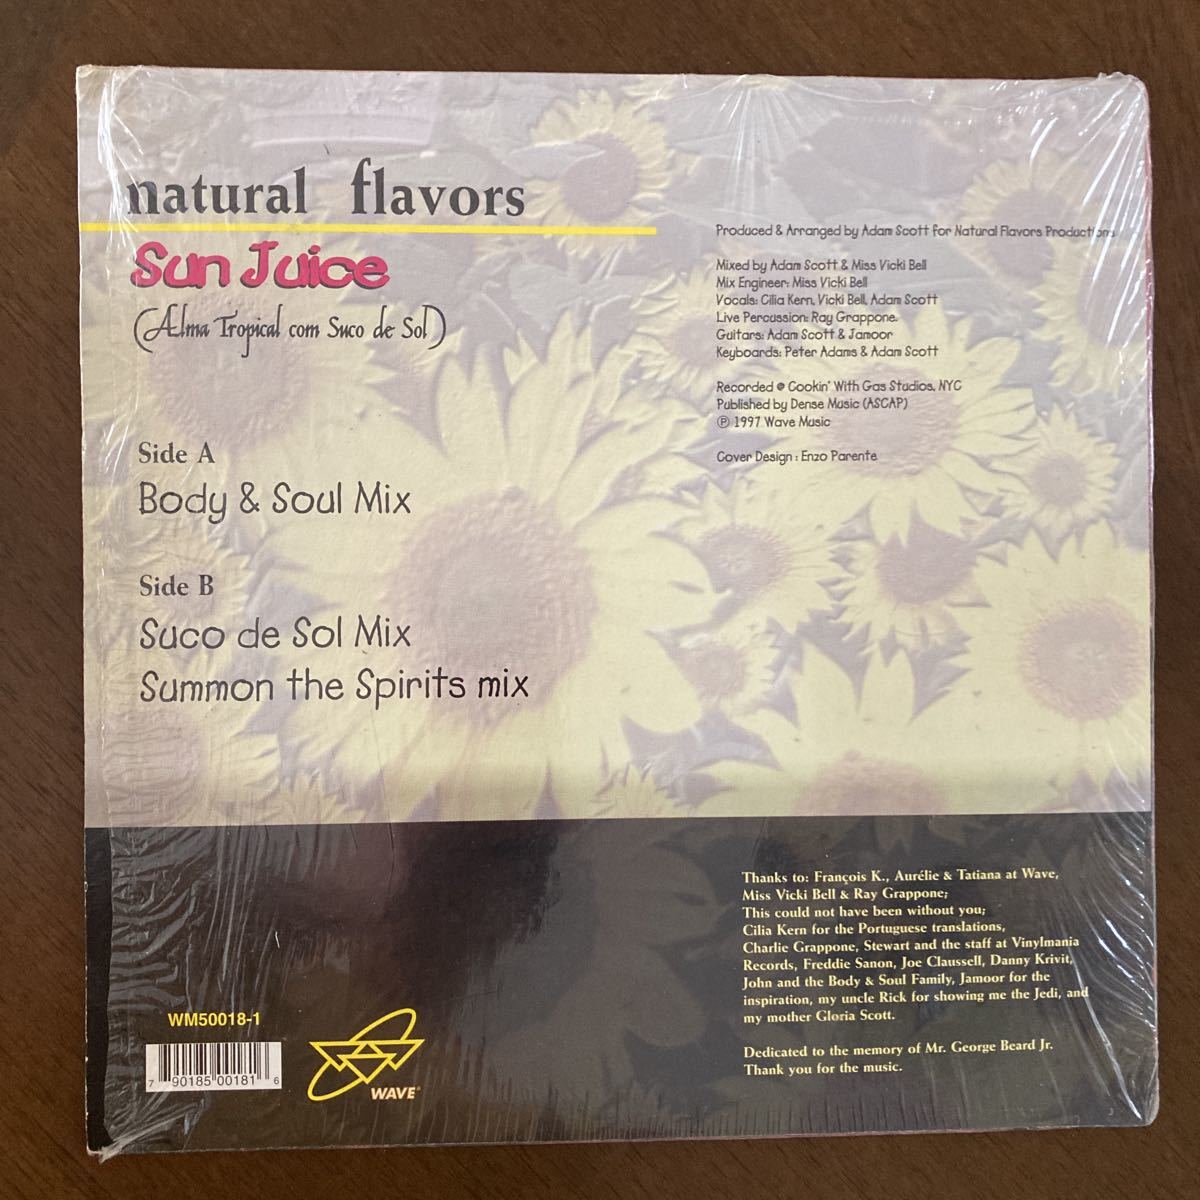 natural flavors
Sun Juice
(Alma Tropical com Suco de Sol)
Side A
Body & Soul Mix
Side B
Suco de Sol Mix
Summon the Spirits mix
Produced & Arranged by Adam Scott for Natural Flavors Productions
Mixed by Adam Scott & Miss Vicki Bell
Mix Engineer: Miss Vicki Bell
Vocals: Cilia Kern, Vicki Bell, Adam Scott
Live Percussion: Ray Grappone.
Guitars: Adam Scott & Jamoor
Keyboards: Peter Adams & Adam Scott
Recorded @ Cookin' With Gas Studios, NYC
Published by Dense Music (ASCAP)
℗ 1997 Wave Music
Cover Design : Enzo Parente
Thanks to: François K., Aurélie & Tatiana at Wave,
Miss Vicki Bell & Ray Grappone;
This could not have been without you;
Cilia Kern for the Portuguese translations,
Charlie Grappone, Stewart and the staff at Vinylmania
Records, Freddie Sanon, Joe Claussell, Danny Krivit,
John and the Body & Soul Family, Jamoor for the
inspiration, my uncle Rick for showing me the Jedi, and
my mother Gloria Scott.
Dedicated to the memory of Mr. George Beard Jr.
Thank you for the music.
WM50018-1
7 90185 00181 6
WAVE